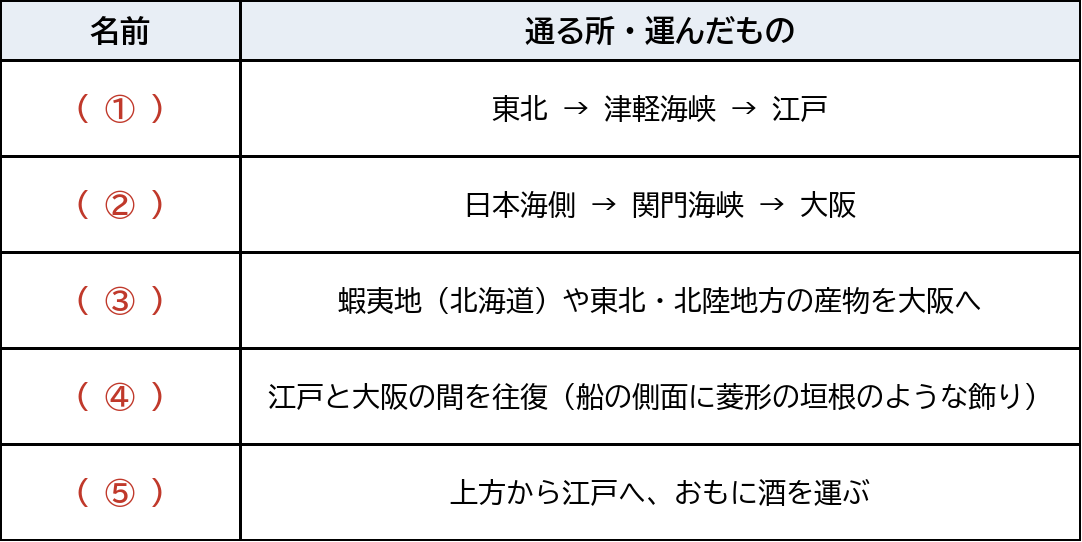 名前 通る所・運んだもの
( ① ) 東北 → 津軽海峡 → 江戸
( ② ) 日本海側 → 関門海峡 → 大阪
( ③ ) 蝦夷地（北海道）や東北・北陸地方の産物を大阪へ
( ④ ) 江戸と大阪の間を往復（船の側面に菱形の垣根のような飾り）
( ⑤ ) 上方から江戸へ、おもに酒を運ぶ